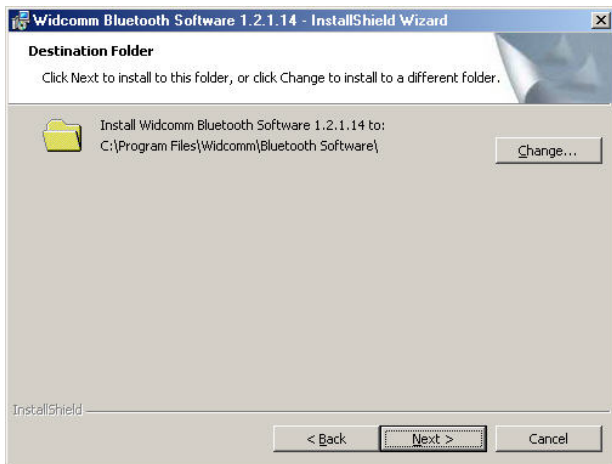 Widcomm Bluetooth Software 1.2.1.14 - InstallShield Wizard
Destination Folder
Click Next to install to this folder, or click Change to install to a different folder.
Install Widcomm Bluetooth Software 1.2.1.14 to:
C:\Program Files\Widcomm\Bluetooth Software\
Change...
InstallShield
< Back
Next >
Cancel